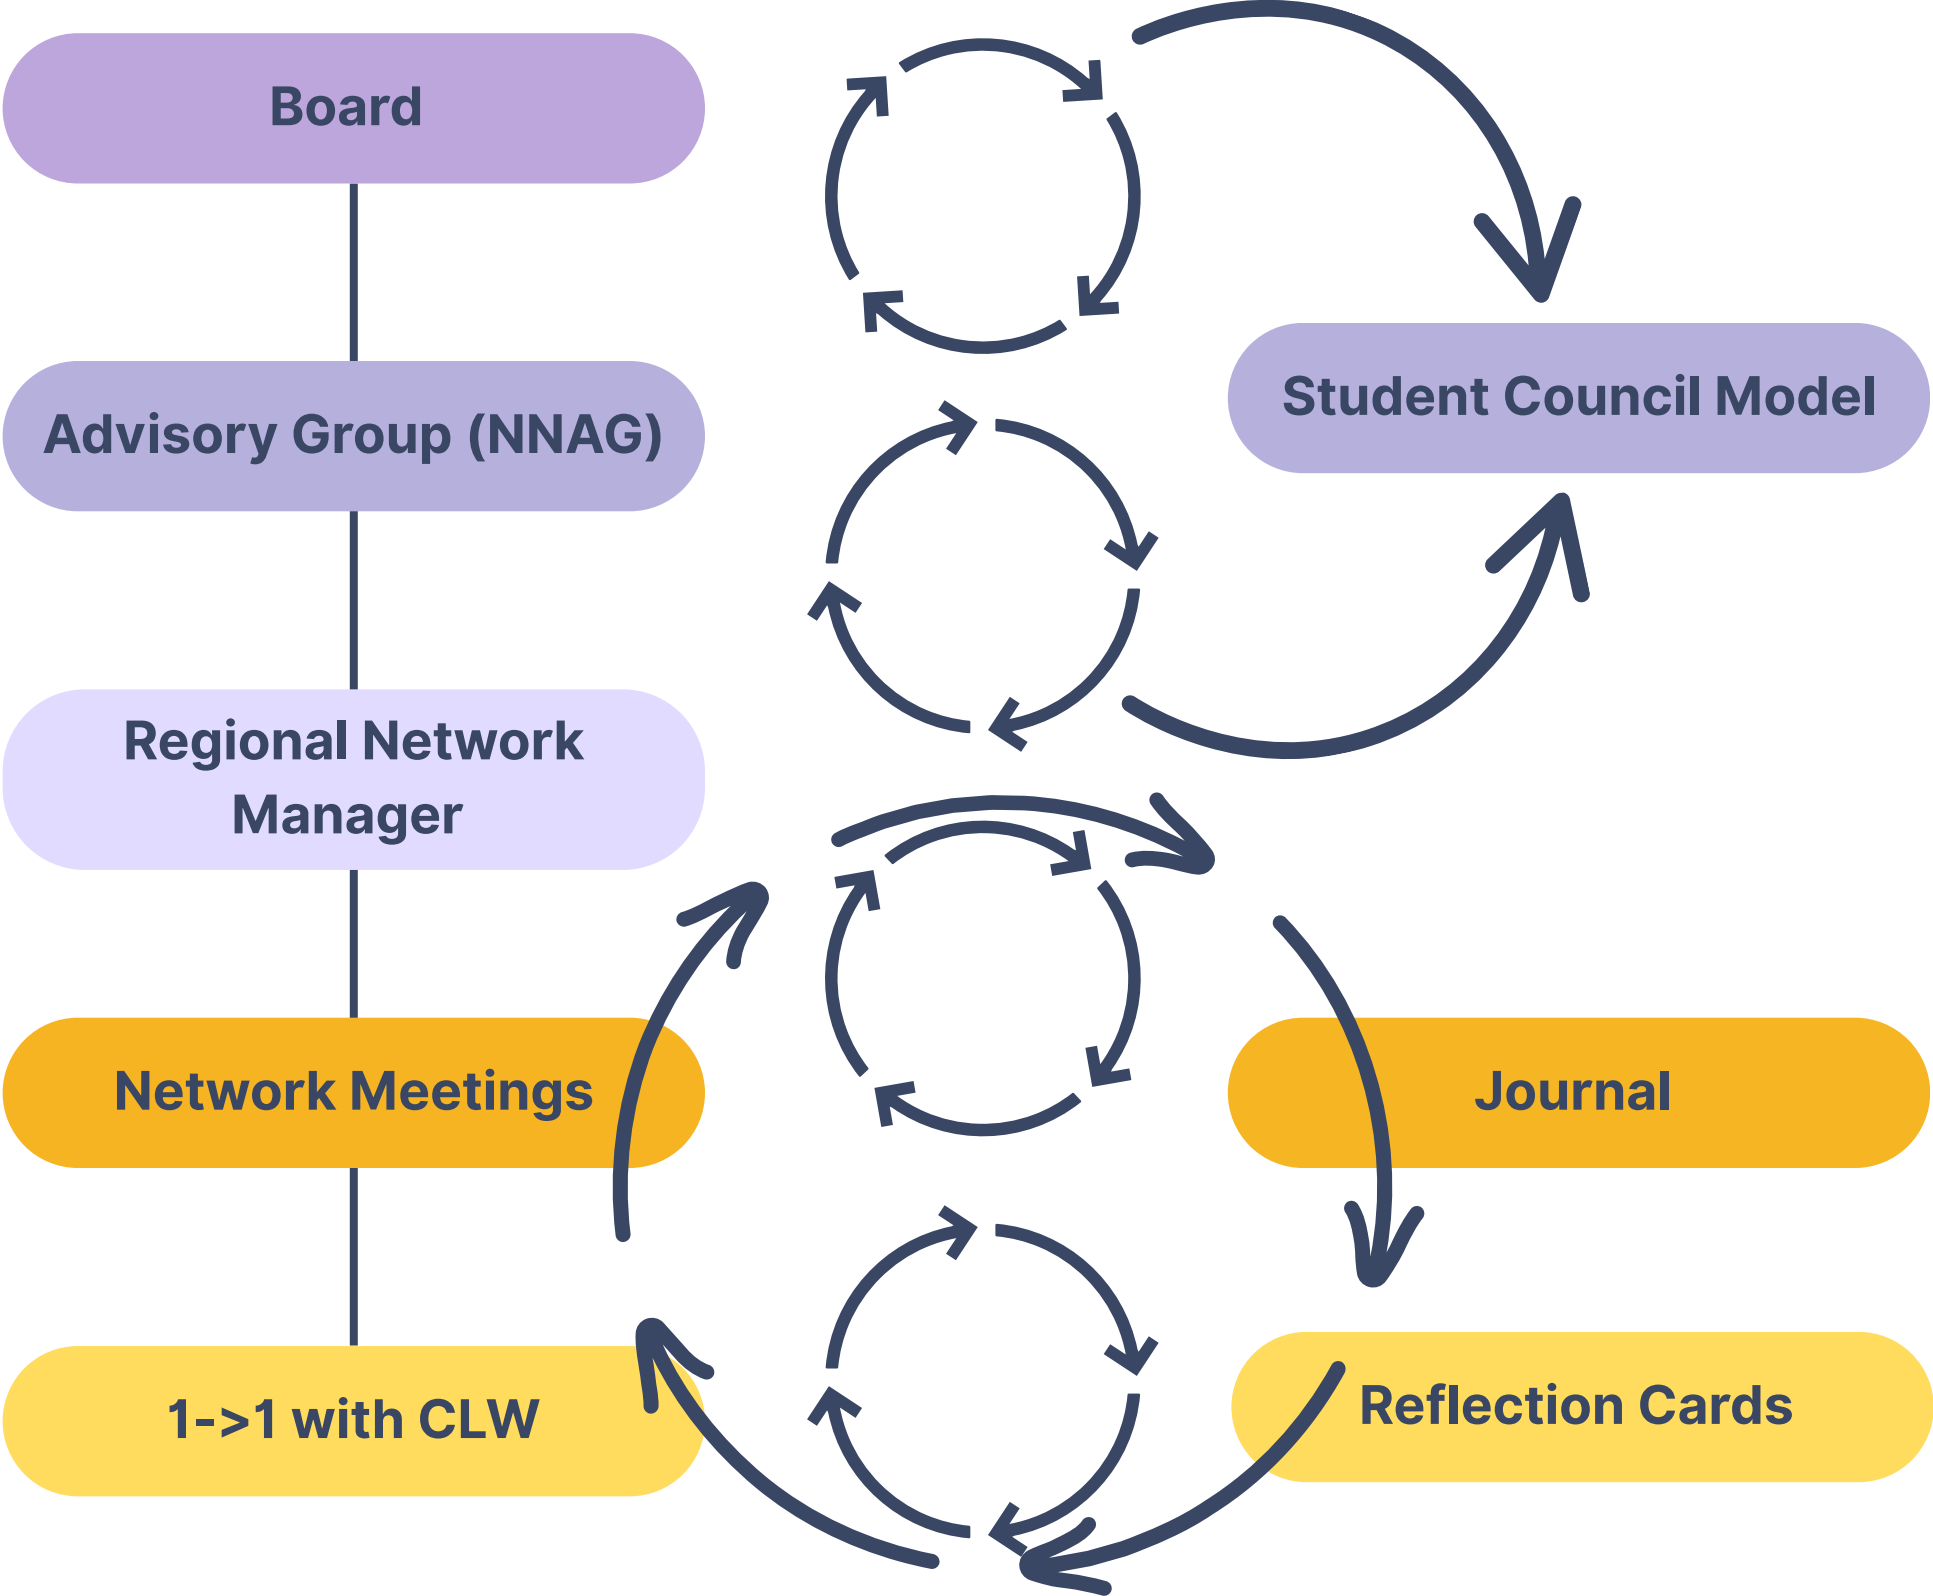 Board
Advisory Group (NNAG)
Student Council Model
Regional Network
Manager
Network Meetings
Journal
1->1 with CLW
Reflection Cards